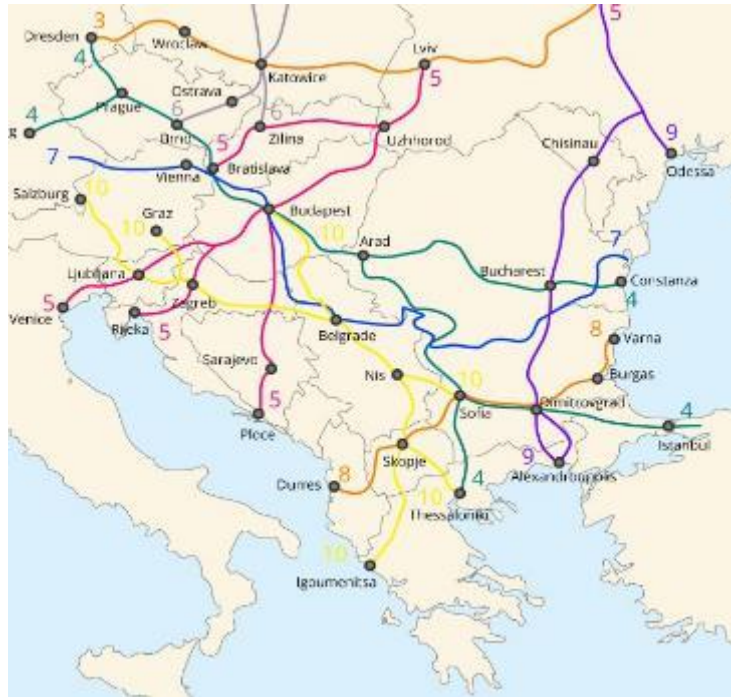 3
5
Dresden
Wroclaw
Lviv
4
Katowice
5
Prague
Ostrava
4
6
6
g
Brno
5
Zilina
Uzhhorod
Chisinau
9
7
Vienna
Bratislava
Odessa
10
Salzburg
Graz
Budapest
10
10
Arad
7
Ljubljana
Bucharest
Constanza
5
Zagreb
4
Venice
Rijeka
5
Belgrade
8
Varna
Sarajevo
Nis
10
Burgas
5
Sofia
Dimitrovgrad
4
Ploce
Istanbul
Skopje
9
Durres
8
4
Alexandroupolis
10
Thessaloniki
10
Igoumenitsa